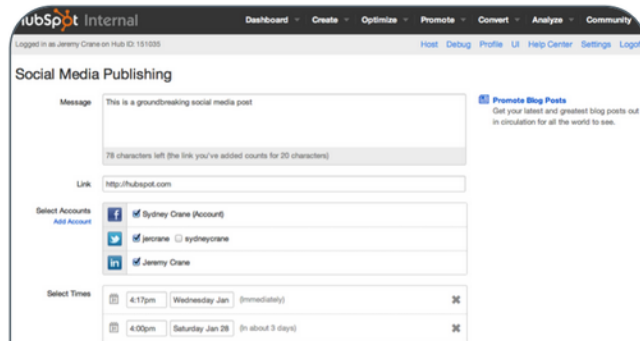 HubSpot Internal
Dashboard Create Optimize Promote Convert Analyze Community
Logged in as Jeremy Crane on Hub ID: 151035
Host Debug Profile UI Help Center Settings Logout
Social Media Publishing
Message
This is a groundbreaking social media post
78 characters left (the link you've added counts for 20 characters)
Promote Blog Posts
Get your latest and greatest blog posts out
in circulation for all the world to see.
Link
http://hubspot.com
Select Accounts
Add Account
Sydney Crane (Account)
jercrane sydneycrane
Jeremy Crane
Select Times
4:17pm Wednesday Jan (Immediately)
4:00pm Saturday Jan 28 (In about 3 days)